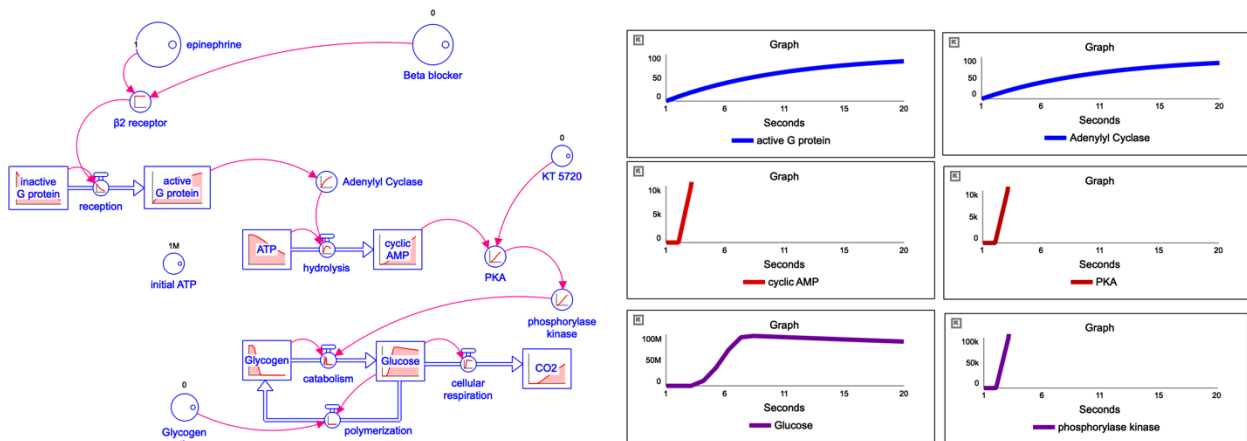 0
1
epinephrine
Beta blocker
β2 receptor
0
KT 5720
inactive
G protein
reception
active
G protein
Adenylyl Cyclase
1M
initial ATP
ATP
hydrolysis
cyclic
AMP
PKA
phosphorylase
kinase
Glycogen
catabolism
Glucose
cellular
respiration
CO2
0
Glycogen
polymerization
Graph
100
50
0
1 6 11 15 20
Seconds
active G protein
Graph
100
50
0
1 6 11 15 20
Seconds
Adenylyl Cyclase
Graph
10k
5k
0
1 6 11 15 20
Seconds
cyclic AMP
Graph
10k
5k
0
1 6 11 15 20
Seconds
PKA
Graph
100M
50M
0
1 6 11 15 20
Seconds
Glucose
Graph
100k
50k
0
1 6 11 15 20
Seconds
phosphorylase kinase